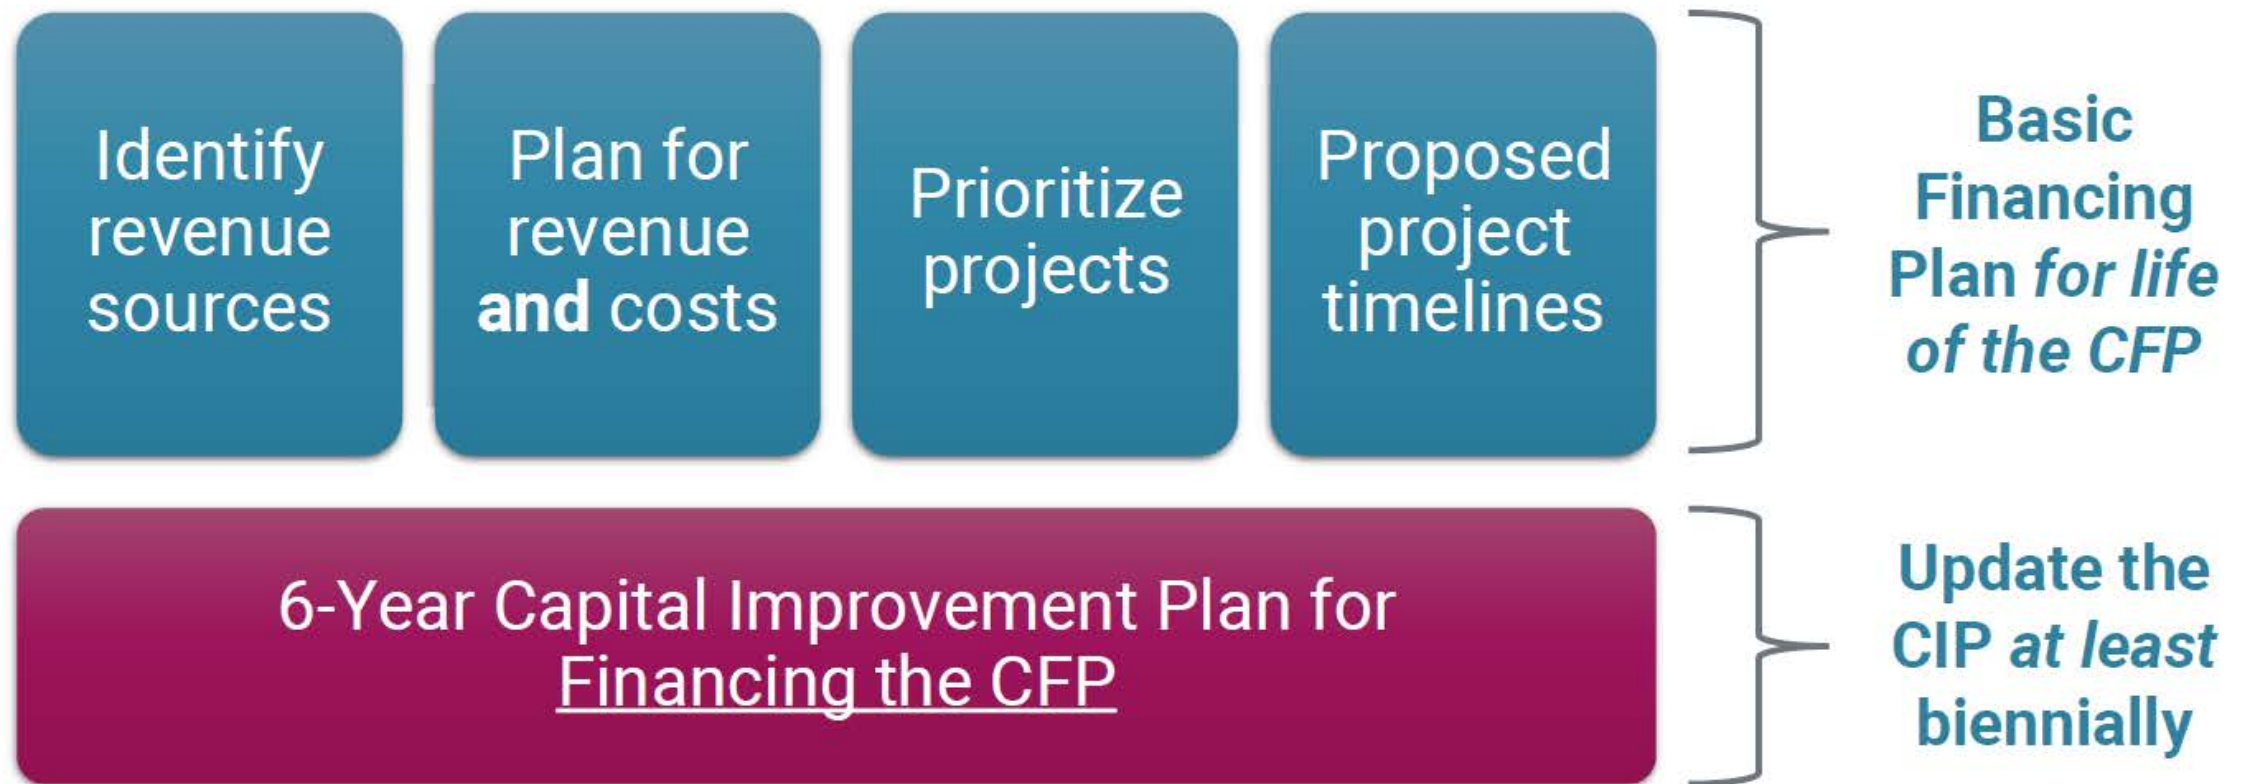 Identify
revenue
sources
Plan for
revenue
and costs
Prioritize
projects
Proposed
project
timelines
Basic
Financing
Plan for life
of the CFP
6-Year Capital Improvement Plan for
Financing the CFP
Update the
CIP at least
biennially